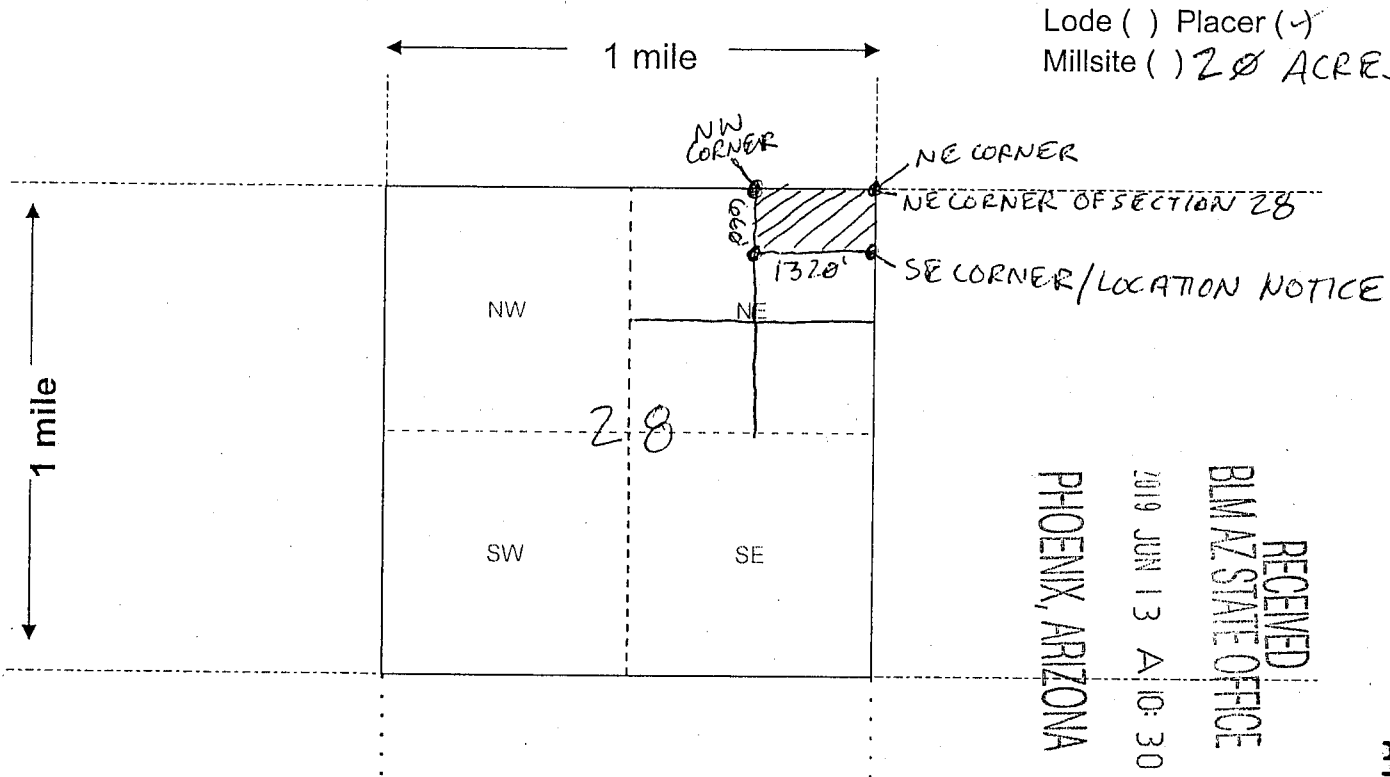 Lode ( ) Placer (✓)
Millsite ( ) 20 ACRES
1 mile
NW
CORNER
NE CORNER
NE CORNER OF SECTION 28
660'
1320'
SE CORNER/LOCATION NOTICE
NW
NE
1 mile
28
SW
SE
RECEIVED
BLM AZ STATE OFFICE
2019 JUN 13 A 10:30
PHOENIX, ARIZONA